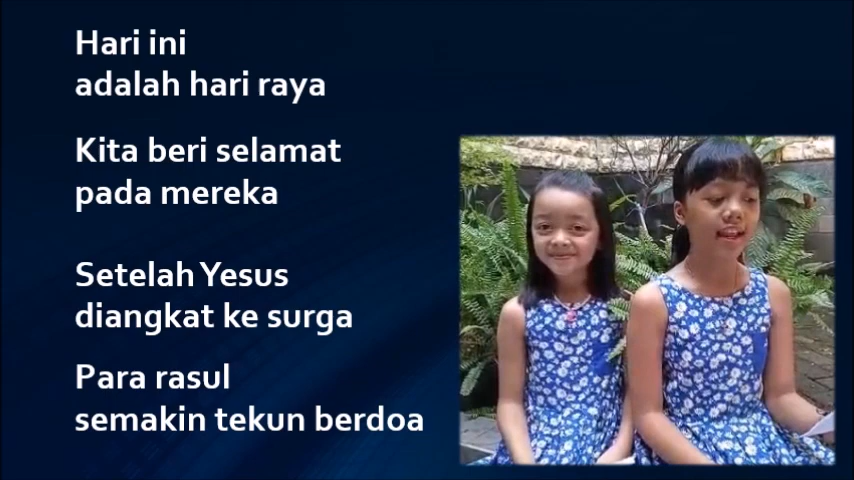 Hari ini
adalah hari raya
Kita beri selamat
pada mereka
Setelah Yesus
diangkat ke surga
Para rasul
semakin tekun berdoa